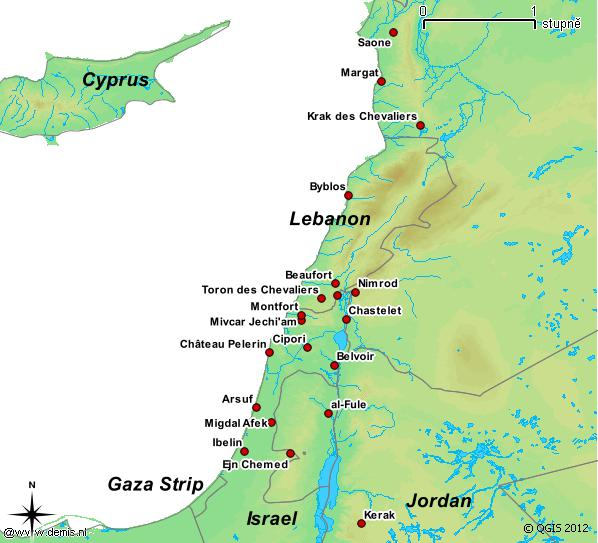 0 1
stupně
Saone
Cyprus
Margat
Krak des Chevaliers
Byblos
Lebanon
Beaufort
Nimrod
Toron des Chevaliers
Montfort
Chastelet
Mivcar Jechi'am
Cipori
Château Pelerin
Belvoir
Arsuf
al-Fule
Migdal Afek
Ibelin
Ejn Chemed
Gaza Strip
N
Jordan
Kerak
Israel
@www.demis.nl
© QGIS 2012